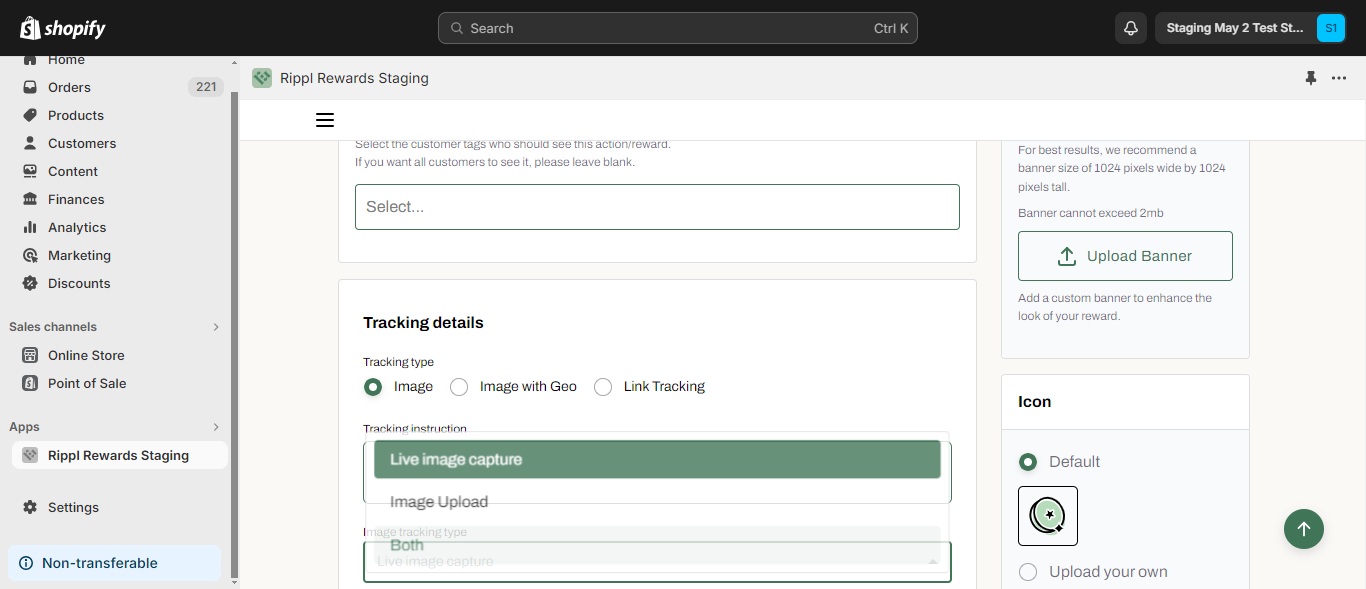 shopify
Search
Ctrl K
Staging May 2 Test St...
S1
Home
Orders
221
Products
Customers
Content
Finances
Analytics
Marketing
Discounts
Sales channels
Online Store
Point of Sale
Apps
Rippl Rewards Staging
Settings
Non-transferable
Rippl Rewards Staging
Select the customer tags who should see this action/reward.
If you want all customers to see it, please leave blank.
Select...
Tracking details
Tracking type
Image
Image with Geo
Link Tracking
Tracking instruction
Live image capture
Image Upload
Image tracking type
Both
Live image capture
For best results, we recommend a
banner size of 1024 pixels wide by 1024
pixels tall.
Banner cannot exceed 2mb
Upload Banner
Add a custom banner to enhance the
look of your reward.
Icon
Default
Upload your own